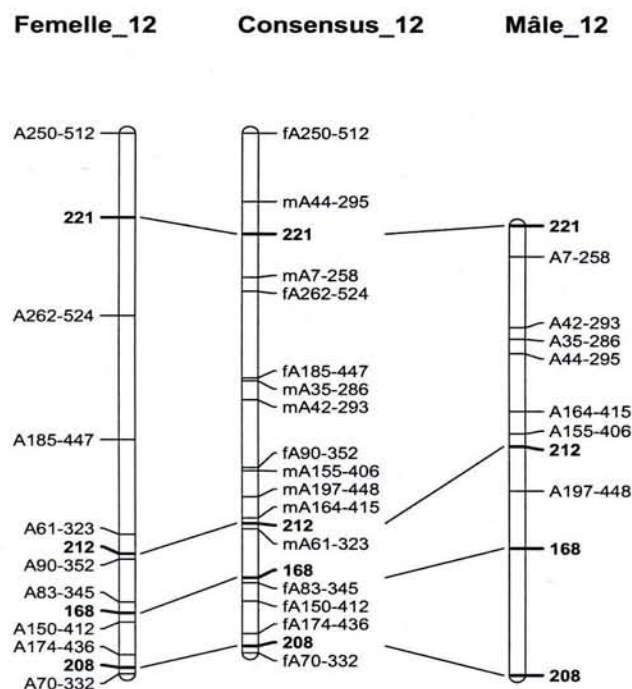 Femelle_12
Consensus_12
Mâle_12
A250-512
221
A262-524
A185-447
A61-323
212
A90-352
A83-345
168
A150-412
A174-436
208
A70-332
fA250-512
mA44-295
221
mA7-258
fA262-524
fA185-447
mA35-286
mA42-293
fA90-352
mA155-406
mA197-448
mA164-415
212
mA61-323
168
fA83-345
fA150-412
fA174-436
208
fA70-332
221
A7-258
A42-293
A35-286
A44-295
A164-415
A155-406
212
A197-448
168
208